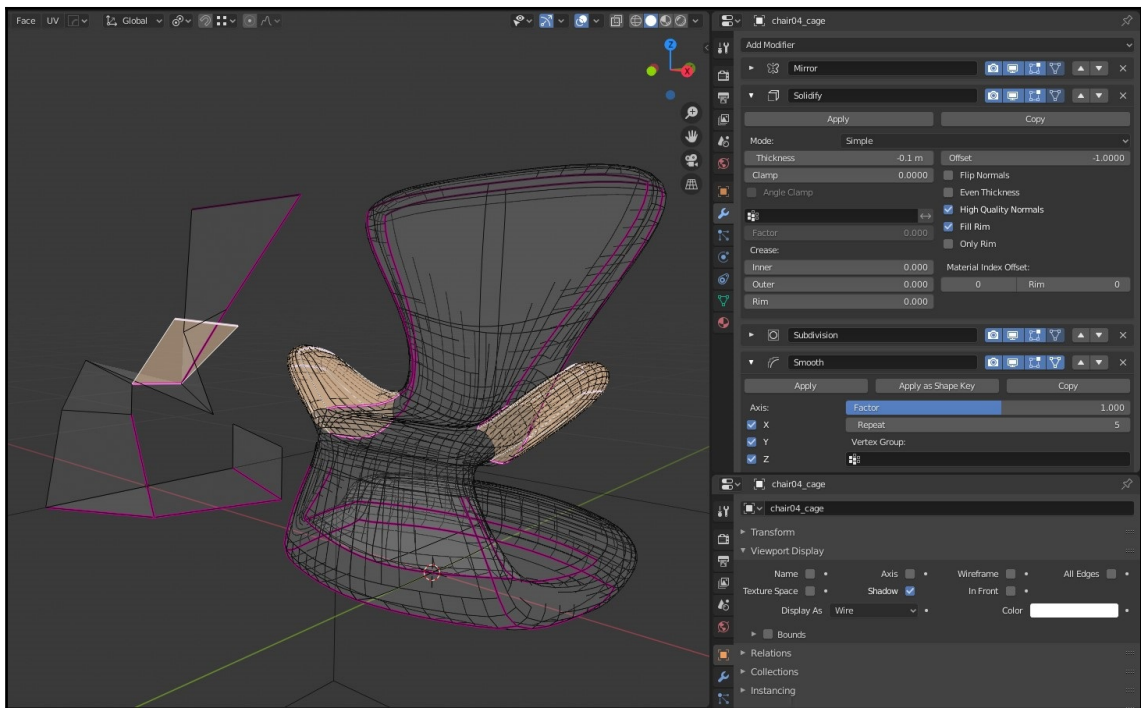 Face UV Global
chair04_cage
Add Modifier
Mirror
Solidify
Apply Copy
Mode: Simple
Thickness -0.1 m Offset -1.0000
Clamp 0.0000 Flip Normals
Angle Clamp Even Thickness
High Quality Normals
Fill Rim
Factor 0.000
Only Rim
Crease:
Inner 0.000 Material Index Offset:
Outer 0.000 0 Rim 0
Rim 0.000
Subdivision
Smooth
Apply Apply as Shape Key Copy
Axis: Factor 1.000
X Repeat 5
Y Vertex Group:
Z
chair04_cage
chair04_cage
Transform
Viewport Display
Name Axis Wireframe All Edges
Texture Space Shadow In Front
Display As Wire Color
Bounds
Relations
Collections
Instancing
Z